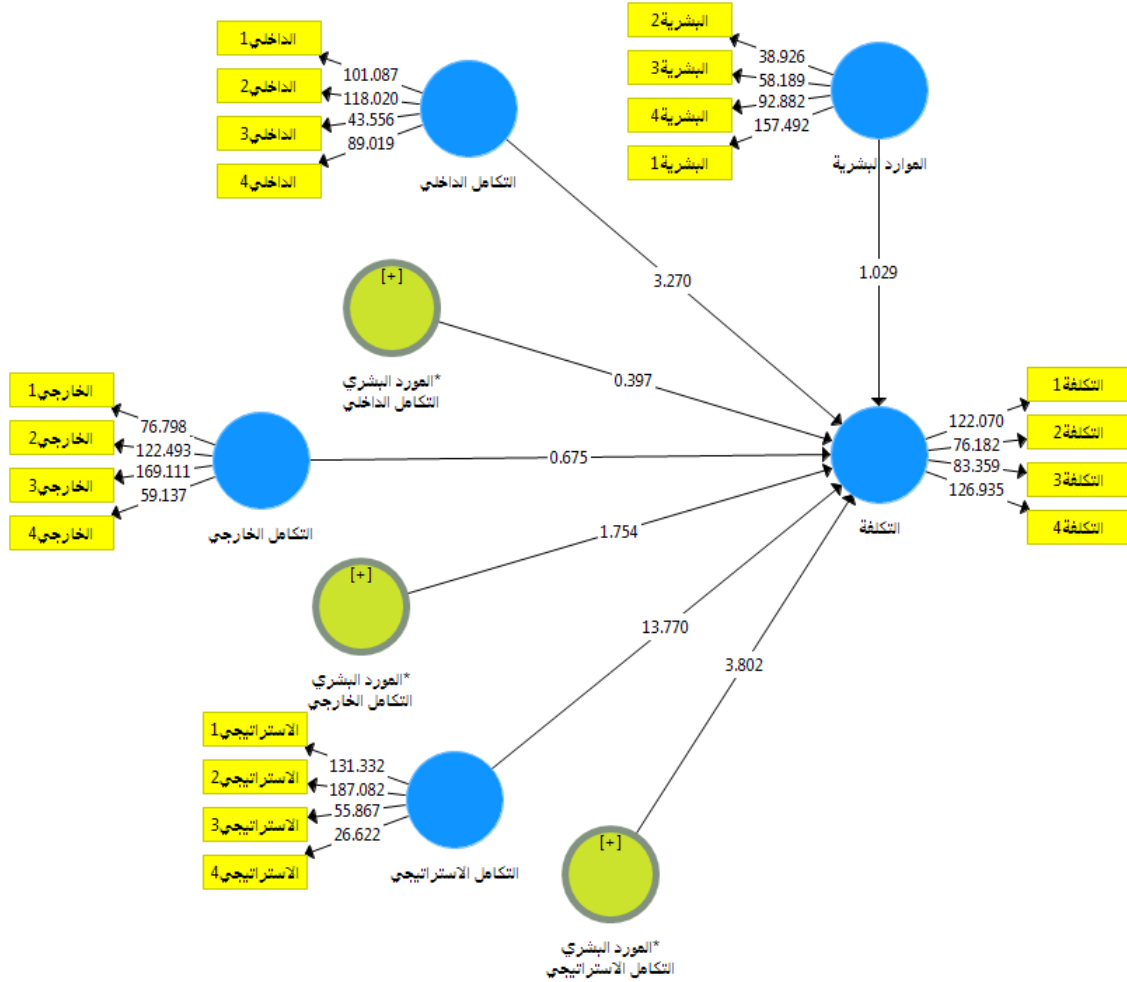 الداخلي1
الداخلي2
الداخلي3
الداخلي4
101.087
118.020
43.556
89.019
التكامل الداخلي
البشرية2
البشرية3
البشرية4
البشرية1
38.926
58.189
92.882
157.492
الموارد البشرية
3.270
1.029
[+]
المورد البشري*
التكامل الداخلي
0.397
الخارجي1
الخارجي2
الخارجي3
الخارجي4
76.798
122.493
169.111
59.137
التكامل الخارجي
0.675
التكلفة1
التكلفة2
التكلفة3
التكلفة4
122.070
76.182
83.359
126.935
التكلفة
[+]
المورد البشري*
التكامل الخارجي
1.754
13.770
3.802
الاستراتيجي1
الاستراتيجي2
الاستراتيجي3
الاستراتيجي4
131.332
187.082
55.867
26.622
التكامل الاستراتيجي
[+]
المورد البشري*
التكامل الاستراتيجي